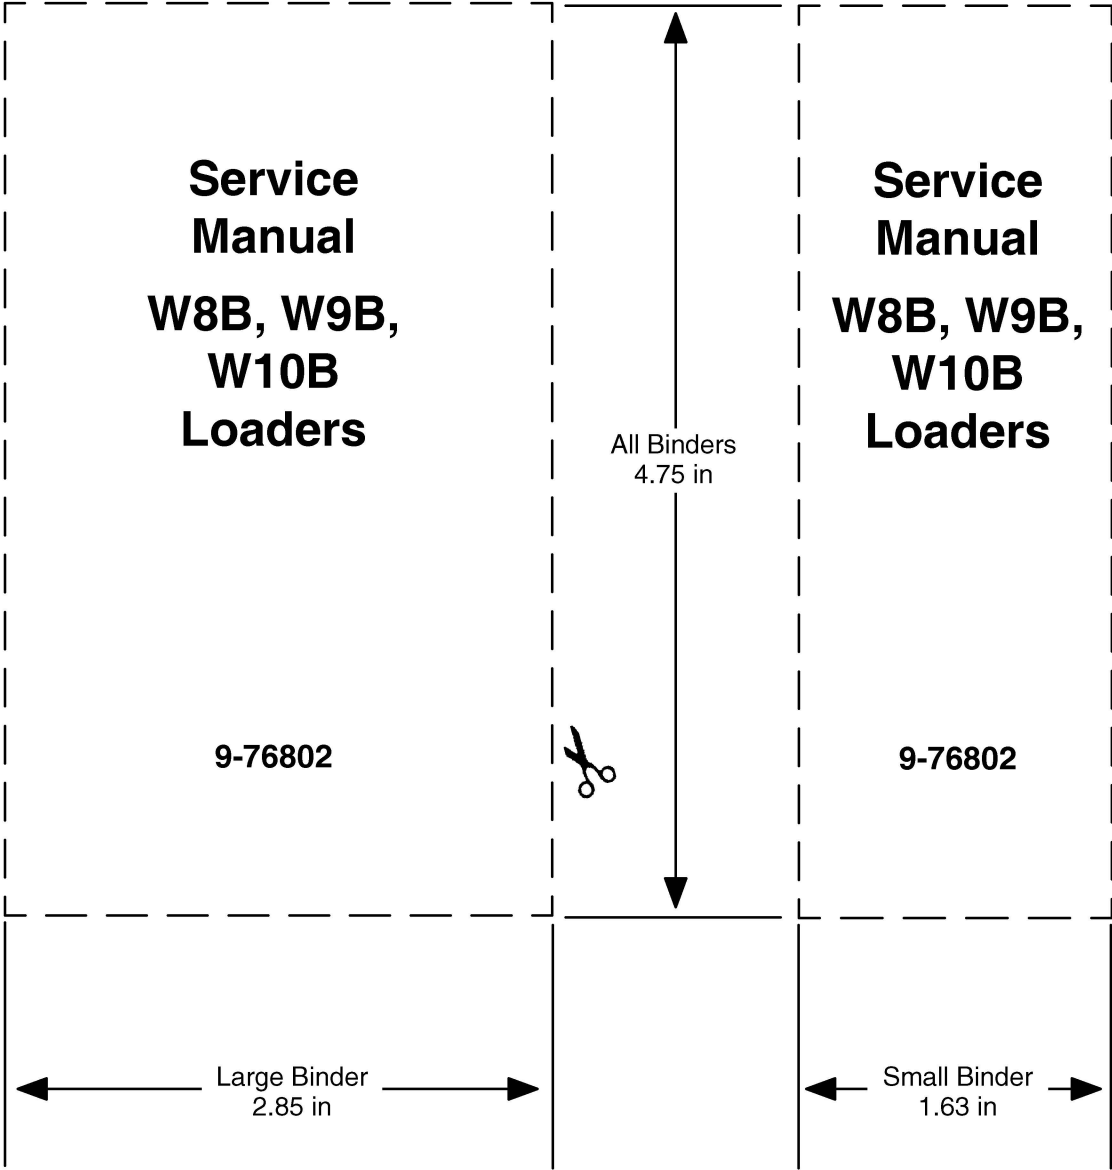 Service
Manual
W8B, W9B,
W10B
Loaders
9-76802
All Binders
4.75 in
Service
Manual
W8B, W9B,
W10B
Loaders
9-76802
Large Binder
2.85 in
Small Binder
1.63 in